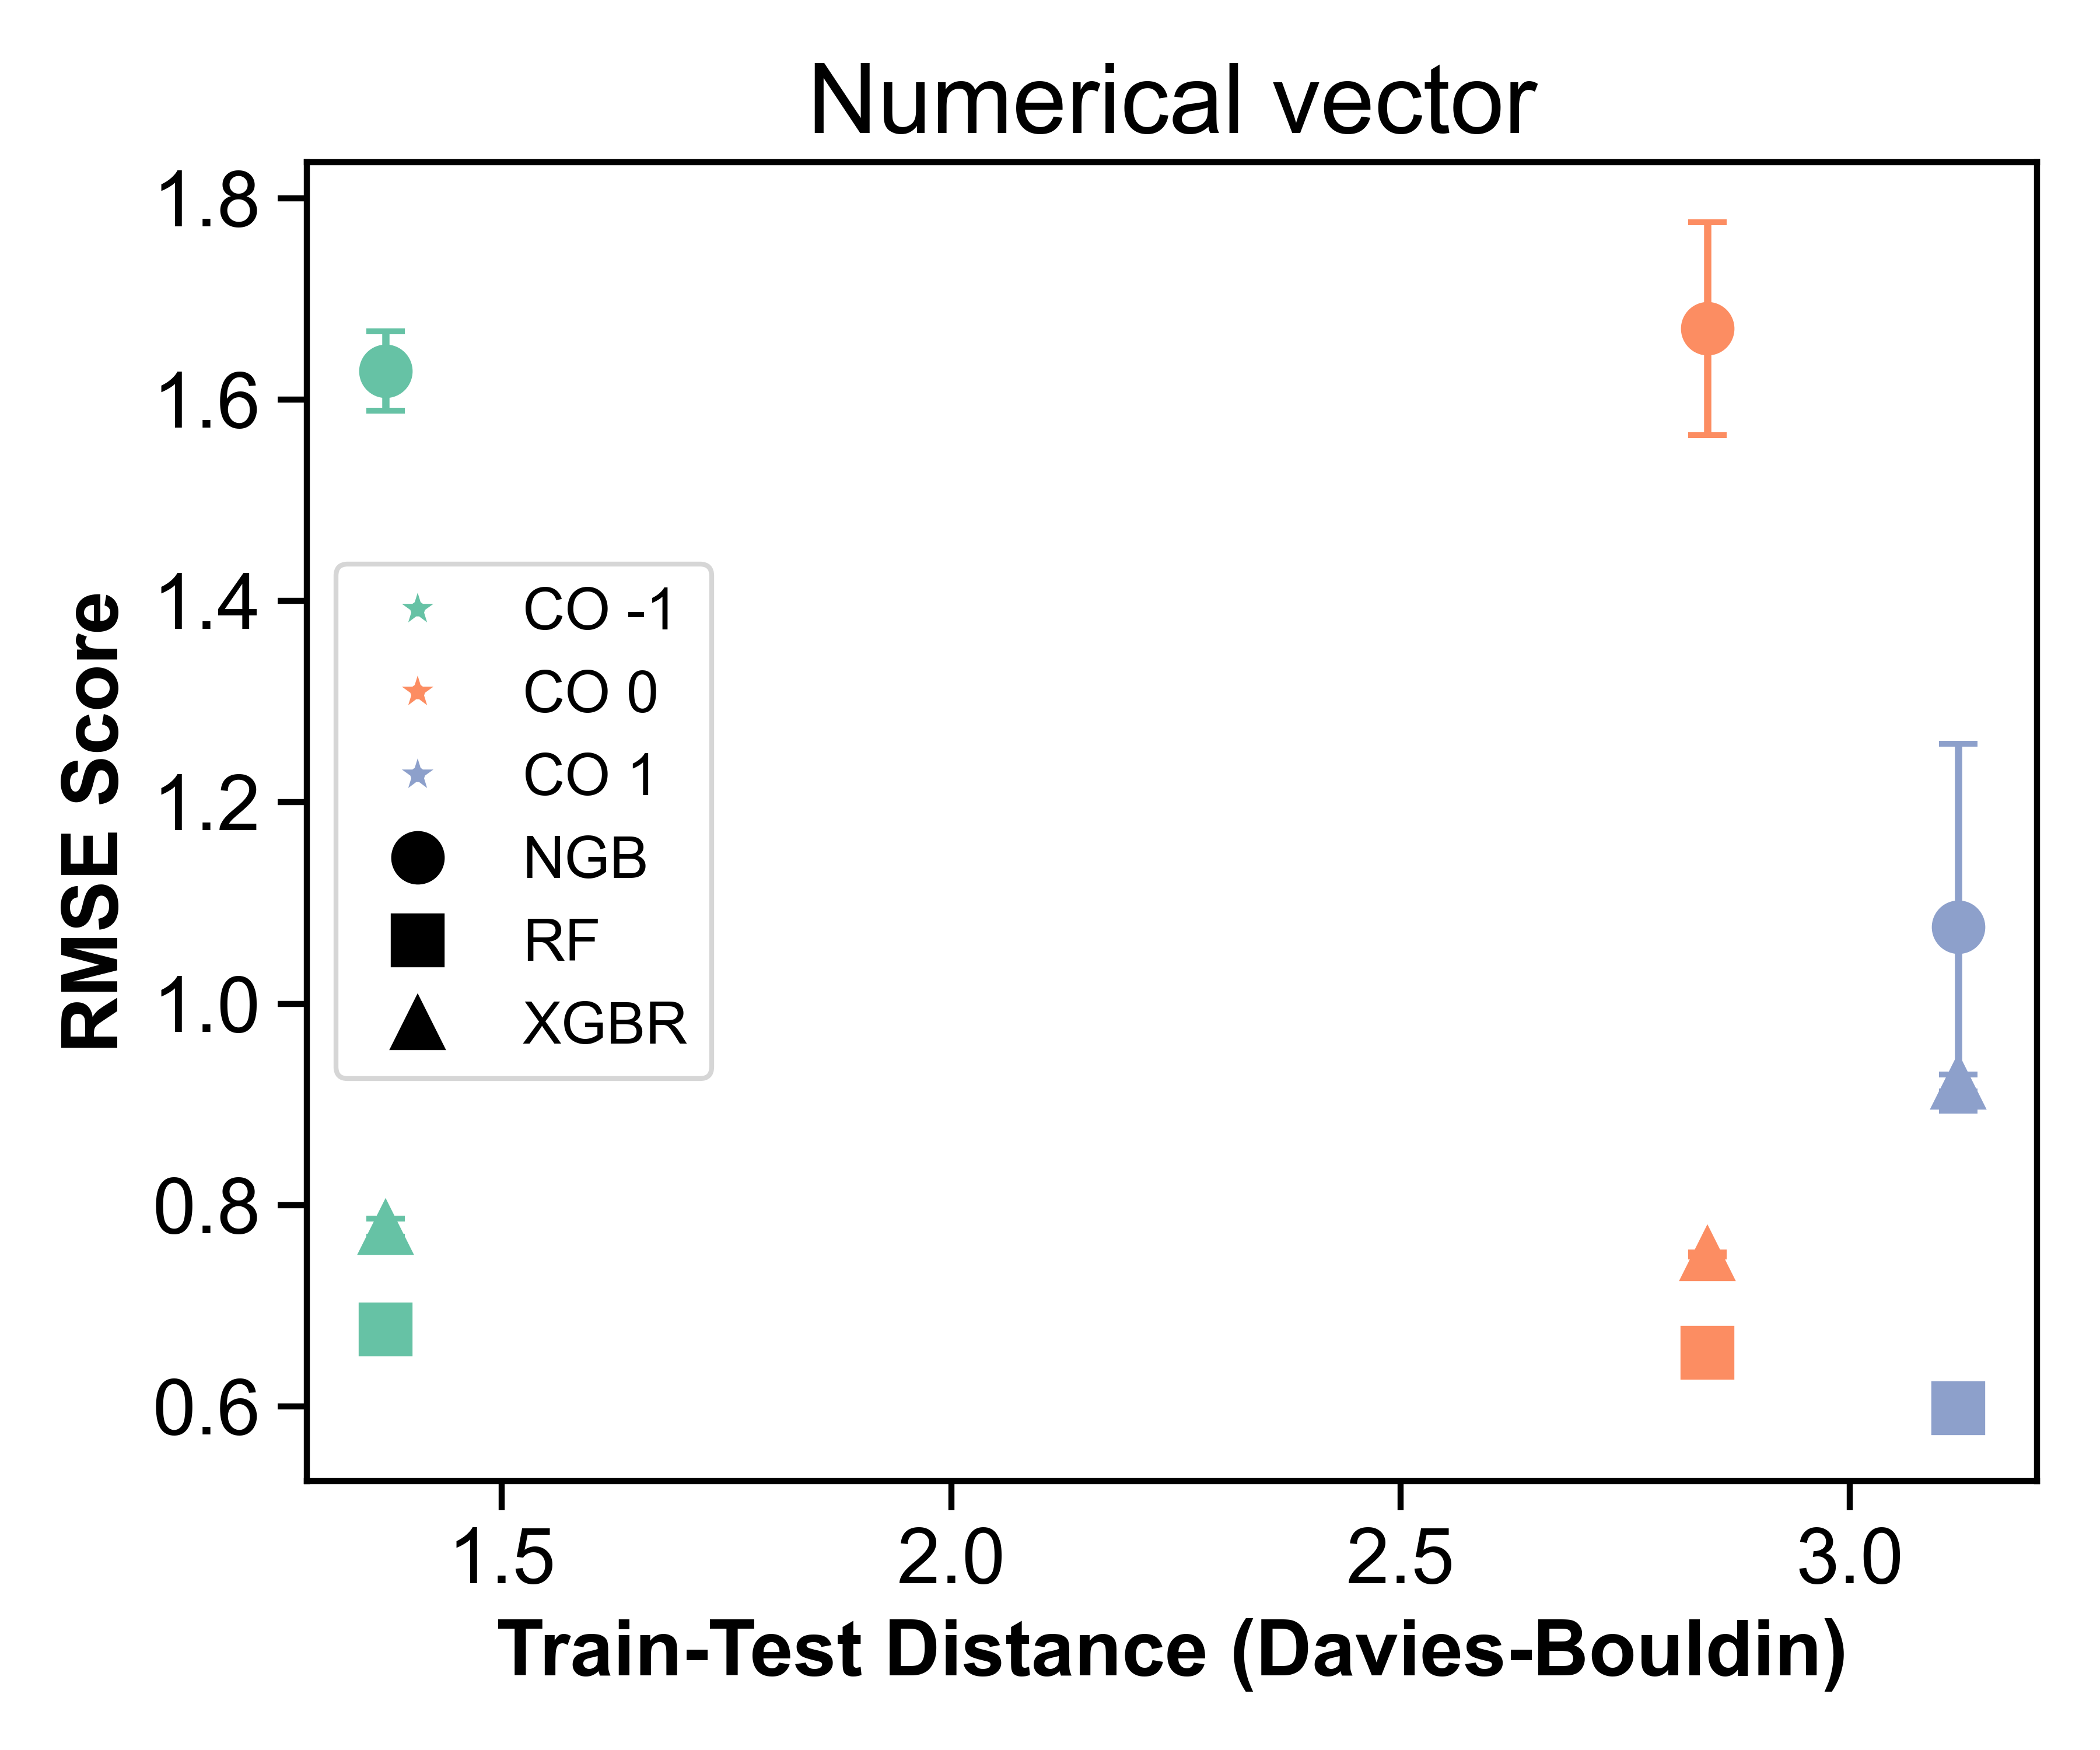 Numerical vector
1.8
1.6
1.4
1.2
1.0
0.8
0.6
RMSE Score
CO -1
CO 0
CO 1
NGB
RF
XGBR
1.5 2.0 2.5 3.0
Train-Test Distance (Davies-Bouldin)